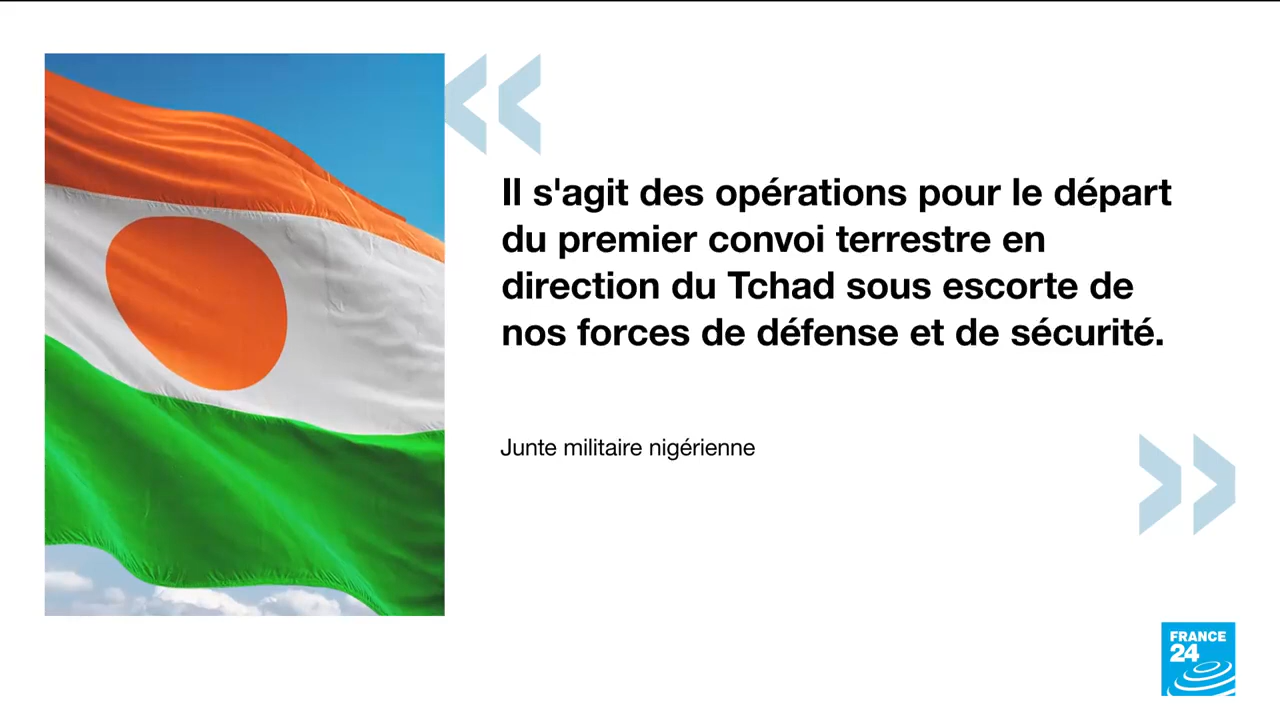 Il s'agit des opérations pour le départ
du premier convoi terrestre en
direction du Tchad sous escorte de
nos forces de défense et de sécurité.
Junte militaire nigérienne
FRANCE
24